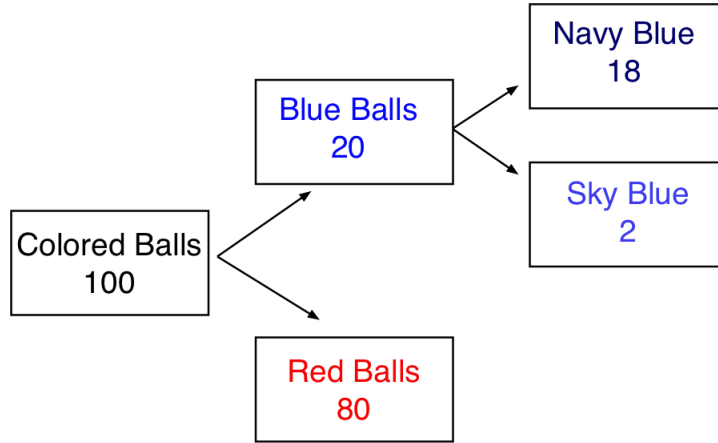 Colored Balls
100
Blue Balls
20
Red Balls
80
Navy Blue
18
Sky Blue
2